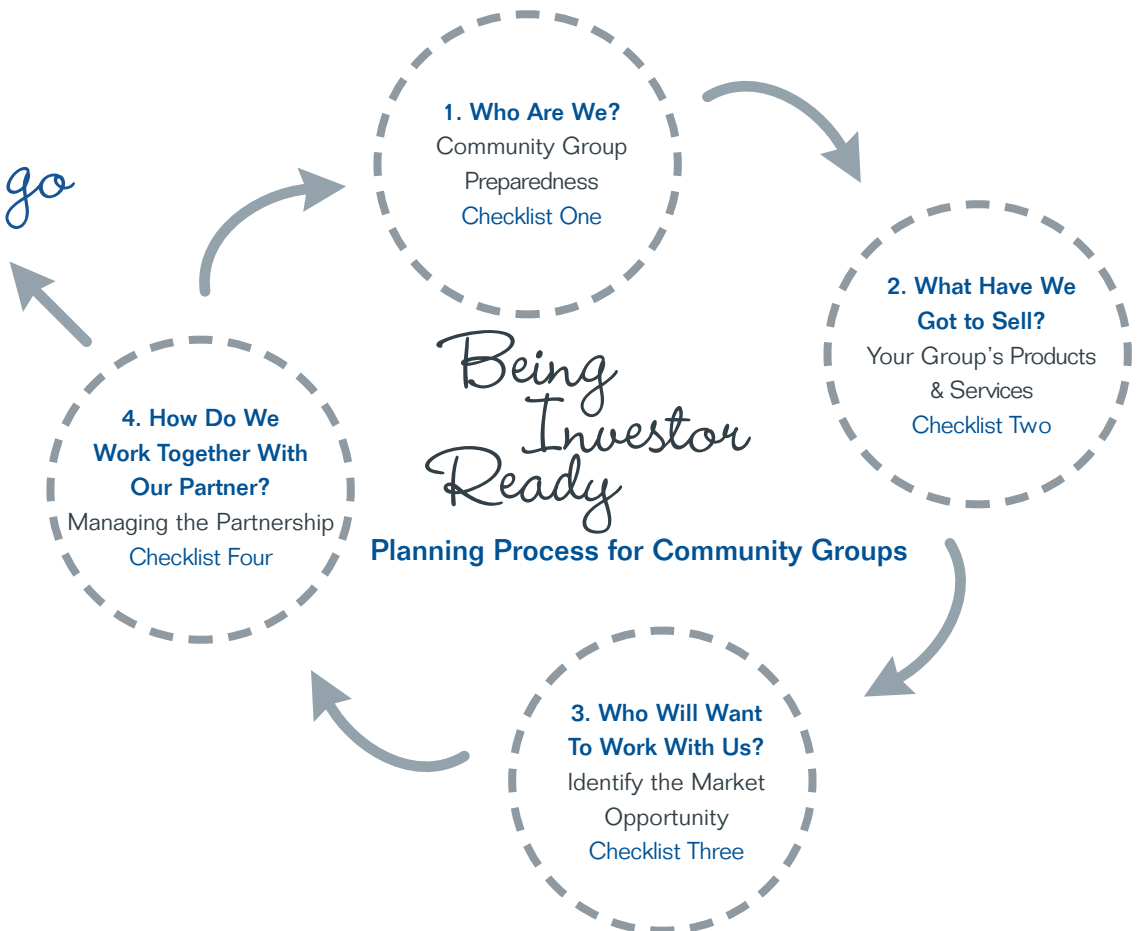 go
1. Who Are We?
Community Group
Preparedness
Checklist One
2. What Have We
Got to Sell?
Your Group's Products
& Services
Checklist Two
Being
Investor
Ready
Planning Process for Community Groups
3. Who Will Want
To Work With Us?
Identify the Market
Opportunity
Checklist Three
4. How Do We
Work Together With
Our Partner?
Managing the Partnership
Checklist Four